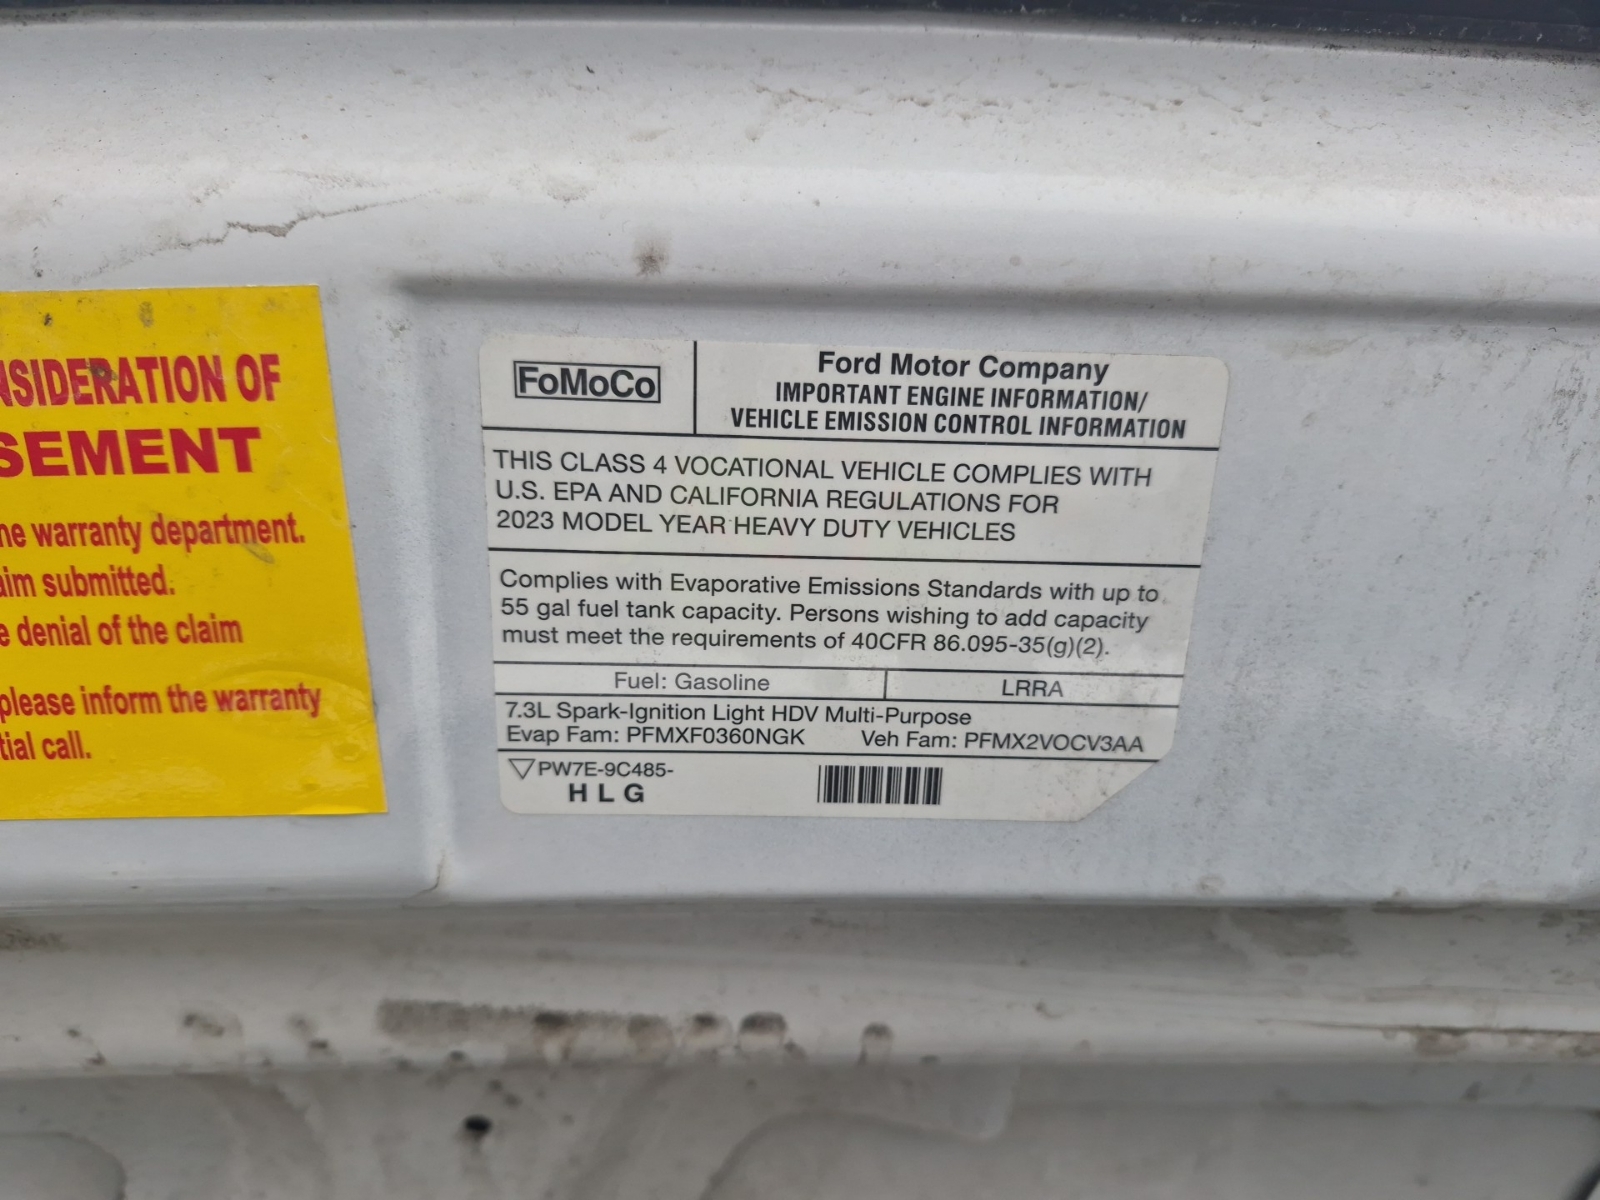 NSIDERATION OF
SEMENT
ne warranty department.
aim submitted.
e denial of the claim
please inform the warranty
tial call.
FoMoCo
Ford Motor Company
IMPORTANT ENGINE INFORMATION/
VEHICLE EMISSION CONTROL INFORMATION
THIS CLASS 4 VOCATIONAL VEHICLE COMPLIES WITH
U.S. EPA AND CALIFORNIA REGULATIONS FOR
2023 MODEL YEAR HEAVY DUTY VEHICLES
Complies with Evaporative Emissions Standards with up to
55 gal fuel tank capacity. Persons wishing to add capacity
must meet the requirements of 40CFR 86.095-35(g)(2).
Fuel: Gasoline LRRA
7.3L Spark-Ignition Light HDV Multi-Purpose
Evap Fam: PFMXF0360NGK Veh Fam: PFMX2VOCV3AA
PW7E-9C485-
H L G